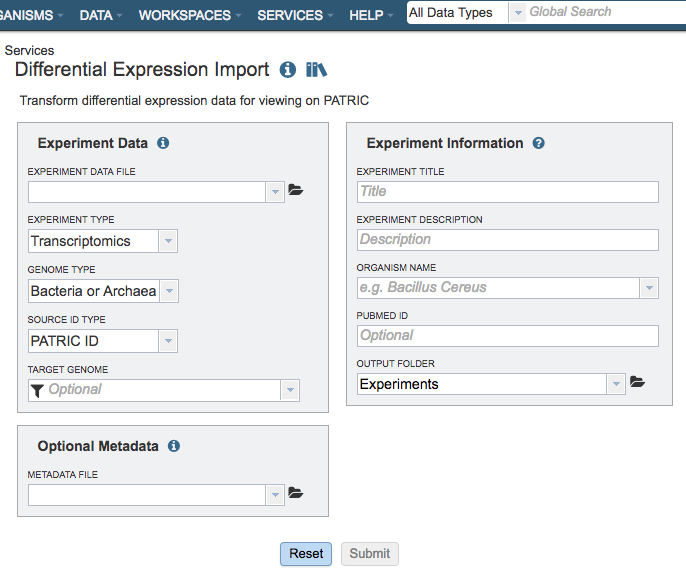 GANISMS DATA WORKSPACES SERVICES HELP All Data Types Global Search
Services
Differential Expression Import
Transform differential expression data for viewing on PATRIC
Experiment Data
EXPERIMENT DATA FILE
EXPERIMENT TYPE
Transcriptomics
GENOME TYPE
Bacteria or Archaea
SOURCE ID TYPE
PATRIC ID
TARGET GENOME
Optional
Experiment Information
EXPERIMENT TITLE
Title
EXPERIMENT DESCRIPTION
Description
ORGANISM NAME
e.g. Bacillus Cereus
PUBMED ID
Optional
OUTPUT FOLDER
Experiments
Optional Metadata
METADATA FILE
Reset Submit